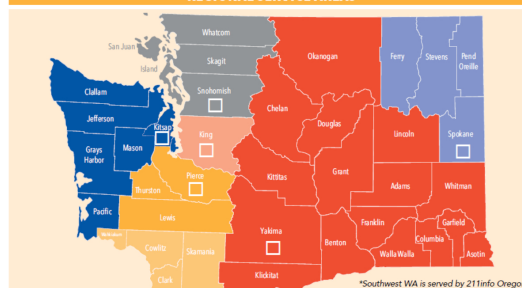 Whatcom
San Juan
Island
Skagit
Okanogan
Ferry
Stevens
Pend
Oreille
Snohomish
Clallam
Chelan
Jefferson
Kitsap
King
Douglas
Lincoln
Spokane
Grays
Harbor
Mason
Kittitas
Grant
Adams
Whitman
Pierce
Thurston
Pacific
Lewis
Yakima
Franklin
Garfield
Benton
Columbia
Walla Walla
Asotin
Cowlitz
Skamania
Klickitat
Clark
*Southwest WA is served by 211info Orego